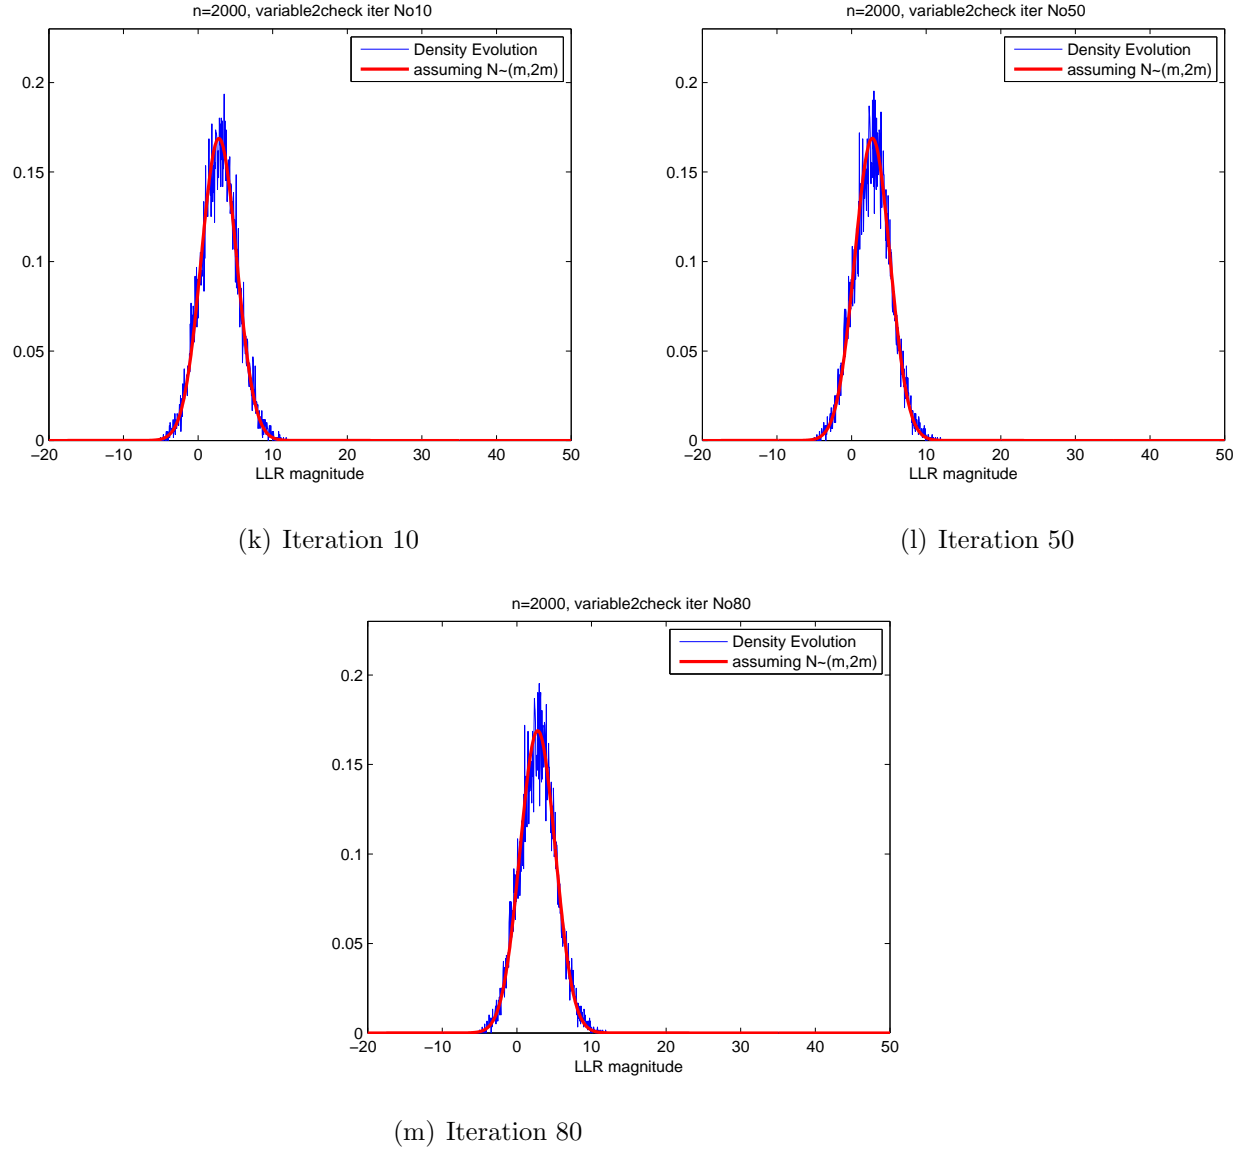 n=2000, variable2check iter No10
Density Evolution
assuming N~(m,2m)
0.2
0.15
0.1
0.05
0
−20 −10 0 10 20 30 40 50
LLR magnitude
(k) Iteration 10
n=2000, variable2check iter No50
Density Evolution
assuming N~(m,2m)
0.2
0.15
0.1
0.05
0
−20 −10 0 10 20 30 40 50
LLR magnitude
(l) Iteration 50
n=2000, variable2check iter No80
Density Evolution
assuming N~(m,2m)
0.2
0.15
0.1
0.05
0
−20 −10 0 10 20 30 40 50
LLR magnitude
(m) Iteration 80